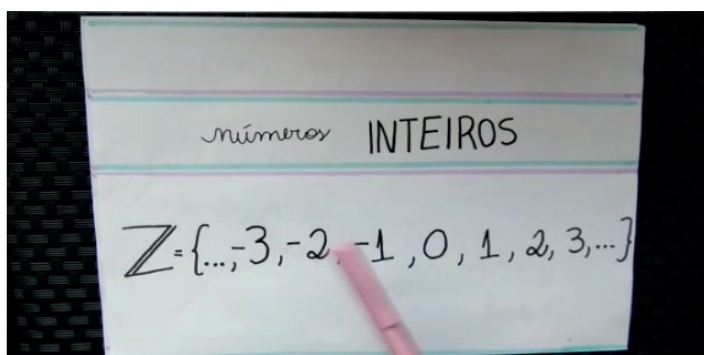 números INTEIROS
ℤ={...,-3,-2,-1,0,1,2,3,...}